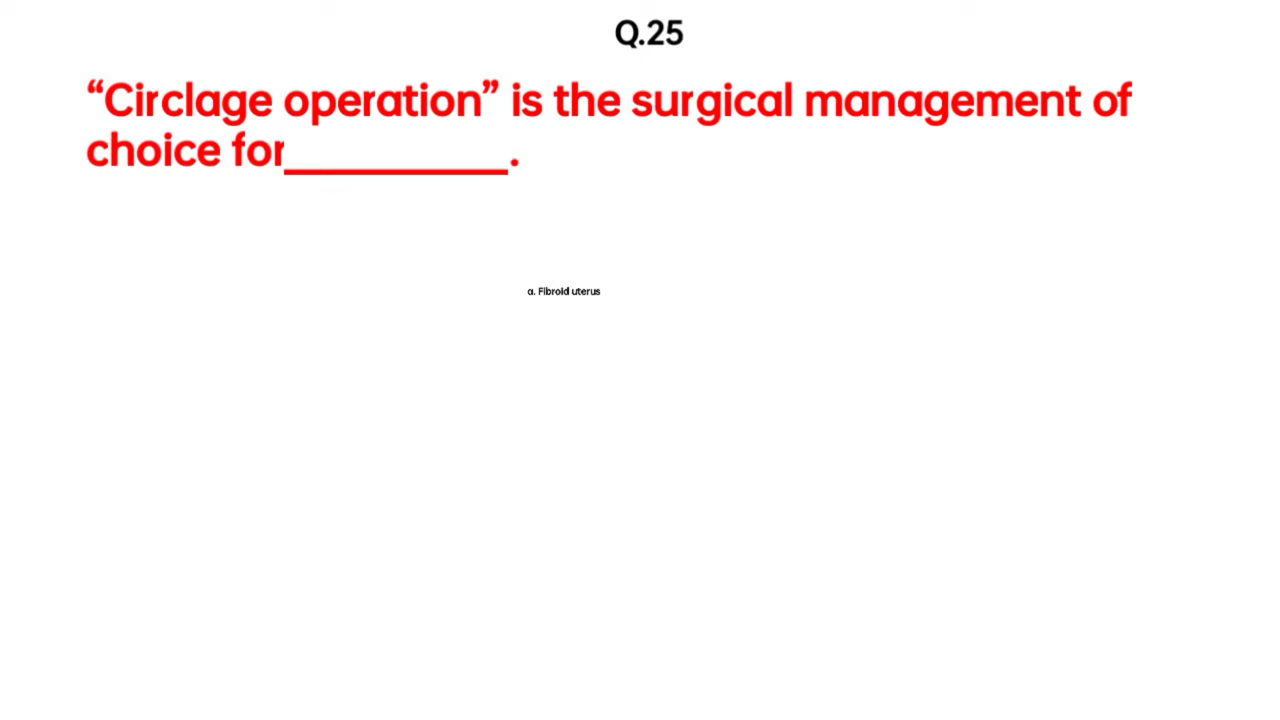 Q.25
“Circlage operation” is the surgical management of
choice for__________.
a. Fibroid uterus